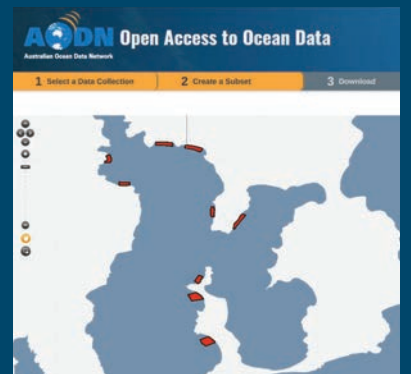 AODN Open Access to Ocean Data
Australian Ocean Data Network
1 Select a Data Collection 2 Create a Subset 3 Download